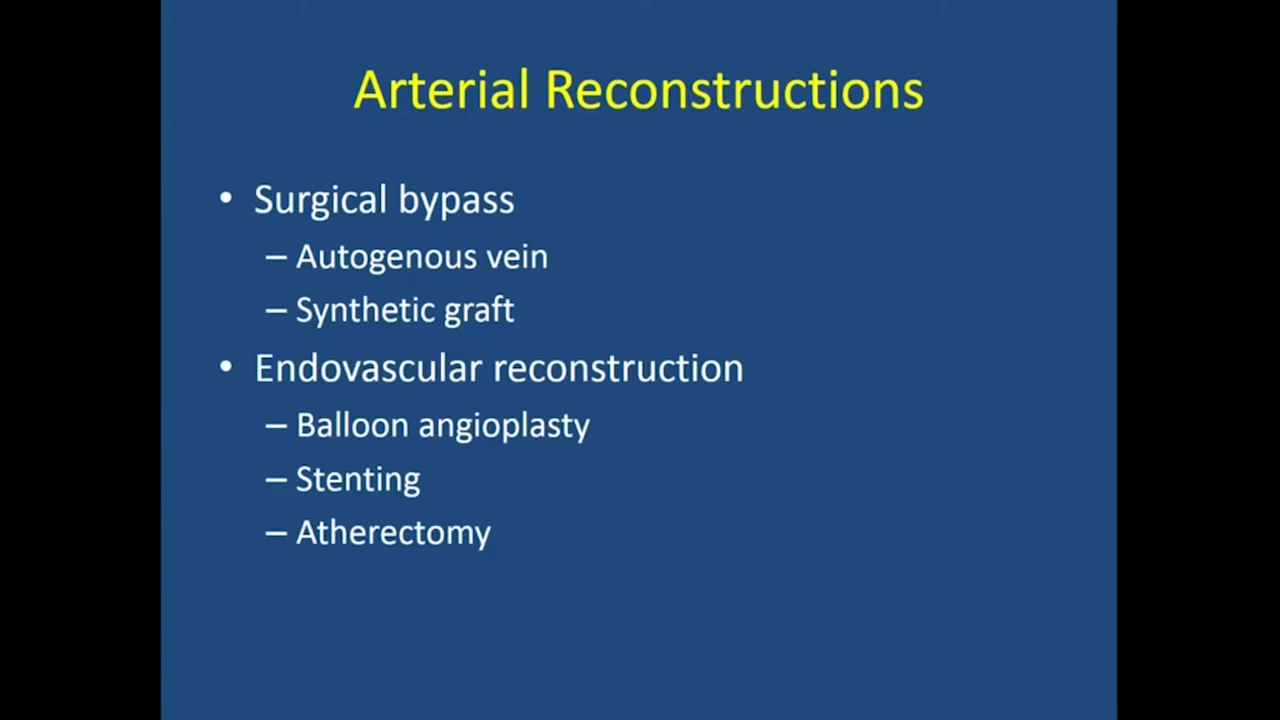 Arterial Reconstructions
• Surgical bypass
– Autogenous vein
– Synthetic graft
• Endovascular reconstruction
– Balloon angioplasty
– Stenting
– Atherectomy